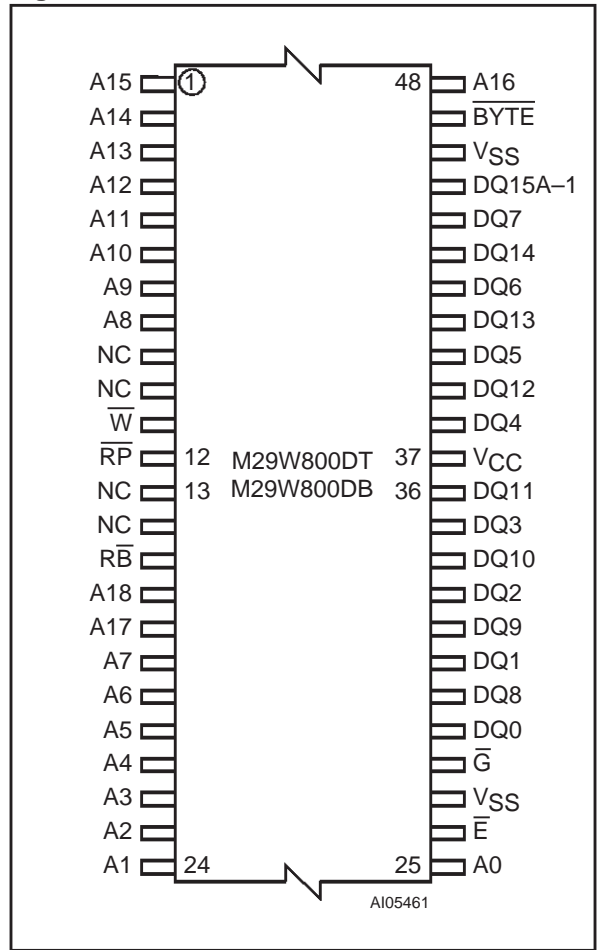 A15 1 48 A16
A14 B̅Y̅T̅E̅
A13 VSS
A12 DQ15A–1
A11 DQ7
A10 DQ14
A9 DQ6
A8 DQ13
NC DQ5
NC DQ12
W̅ DQ4
R̅P̅ 12 M29W800DT 37 VCC
NC 13 M29W800DB 36 DQ11
NC DQ3
RB̅ DQ10
A18 DQ2
A17 DQ9
A7 DQ1
A6 DQ8
A5 DQ0
A4 G̅
A3 VSS
A2 E̅
A1 24 25 A0
AI05461